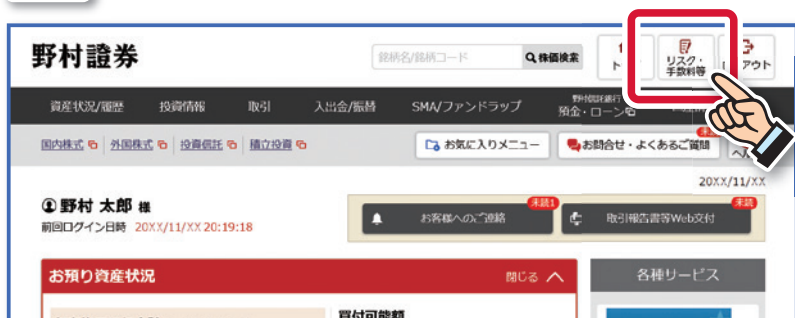 野村證券
銘柄名/銘柄コード
株価検索
ト
リスク・
手数料等
アウト
資産状況/履歴
投資情報
取引
入出金/振替
SMA/ファンドラップ
野村信託銀行
預金・ローン
国内株式
外国株式
投資信託
積立投資
お気に入りメニュー
お問合せ・よくあるご質問
20XX/11/XX
野村 太郎 様
前回ログイン日時 20XX/11/XX 20:19:18
お客様へのご連絡
未読1
取引報告書等Web交付
未読
お預り資産状況
閉じる
各種サービス
買付可能額